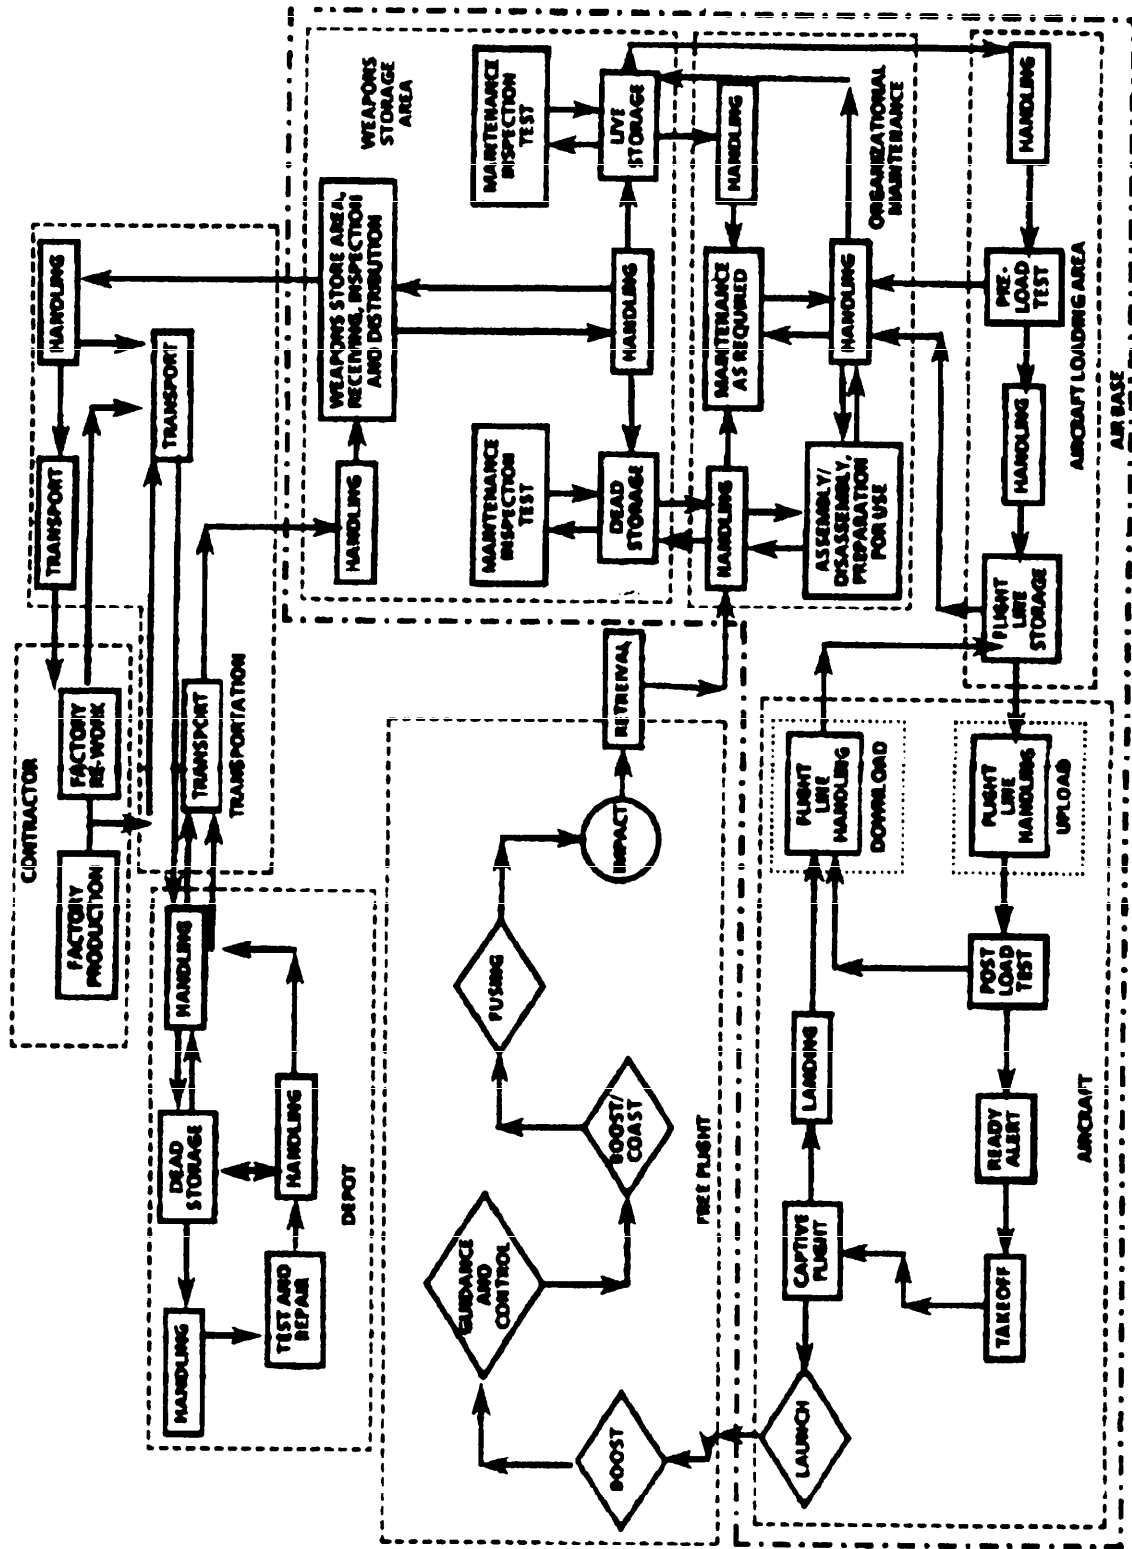 CONTRACTOR
FACTORY
PRODUCTION
FACTORY
RE-WORK
TRANSPORT
HANDLING
TRANSPORT
TRANSPORT
TRANSPORTATION
HANDLING
DEAD
STORAGE
HANDLING
HANDLING
TEST AND
REPAIR
DEPOT
WEAPONS
STORAGE
AREA
HANDLING
WEAPONS STORE AREA,
RECEIVING, INSPECTION
AND DISTRIBUTION
MAINTENANCE
INSPECTION
TEST
MAINTENANCE
INSPECTION
TEST
DEAD
STORAGE
HANDLING
LIVE
STORAGE
HANDLING
MAINTENANCE
AS REQUIRED
HANDLING
ASSEMBLY/
DISASSEMBLY,
PREPARATION
FOR USE
HANDLING
ORGANIZATIONAL
MAINTENANCE
FLIGHT
LINE
STORAGE
HANDLING
PRE-
LOAD
TEST
HANDLING
AIRCRAFT LOADING AREA
AIR BASE
BOOST
GUIDANCE
AND
CONTROL
BOOST/
COAST
FUSING
IMPACT
RETREIVAL
FREE FLIGHT
LAUNCH
CAPTIVE
FLIGHT
LANDING
FLIGHT
LINE
HANDLING
DOWNLOAD
TAKEOFF
READY
ALERT
POST
LOAD
TEST
FLIGHT
LINE
HANDLING
UPLOAD
AIRCRAFT